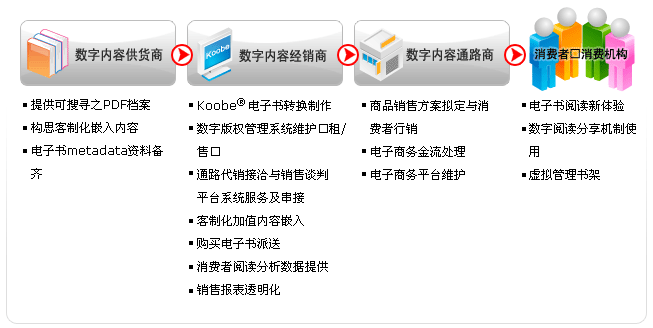 数字内容供货商
Koobe
数字内容经销商
数字内容通路商
消费者□消费机构
提供可搜寻之PDF档案
构思客制化嵌入内容
电子书metadata资料备
齐
Koobe® 电子书转换制作
数字版权管理系统维护□租/
售□
通路代销接洽与销售谈判
平台系统服务及串接
客制化加值内容嵌入
购买电子书派送
消费者阅读分析数据提供
销售报表透明化
商品销售方案拟定与消
费者行销
电子商务金流处理
电子商务平台维护
电子书阅读新体验
数字阅读分享机制使
用
虚拟管理书架